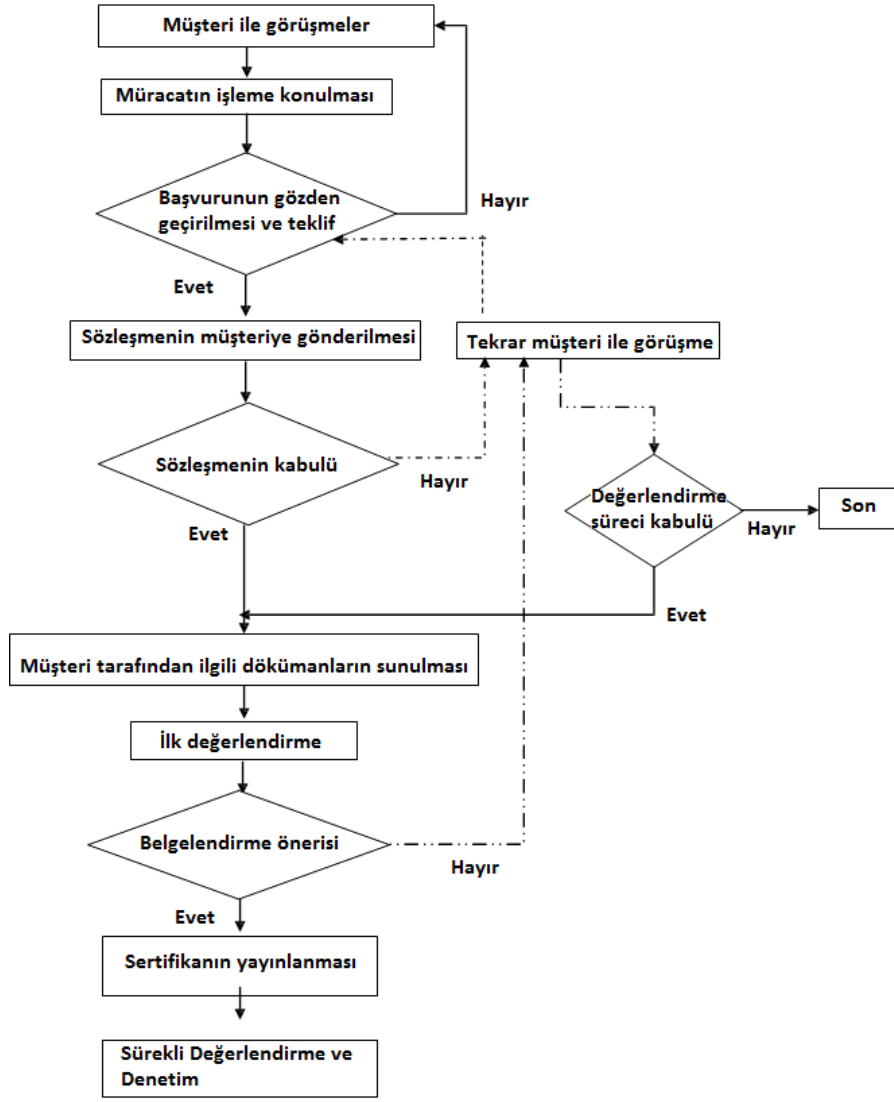 Müşteri ile görüşmeler
Müracatın işleme konulması
Başvurunun gözden
geçirilmesi ve teklif
Hayır
Evet
Sözleşmenin müşteriye gönderilmesi
Tekrar müşteri ile görüşme
Sözleşmenin kabulü
Hayır
Değerlendirme
süreci kabulü
Son
Hayır
Evet
Evet
Müşteri tarafından ilgili dökümanların sunulması
İlk değerlendirme
Belgelendirme önerisi
Hayır
Evet
Sertifikanın yayınlanması
Sürekli Değerlendirme ve
Denetim